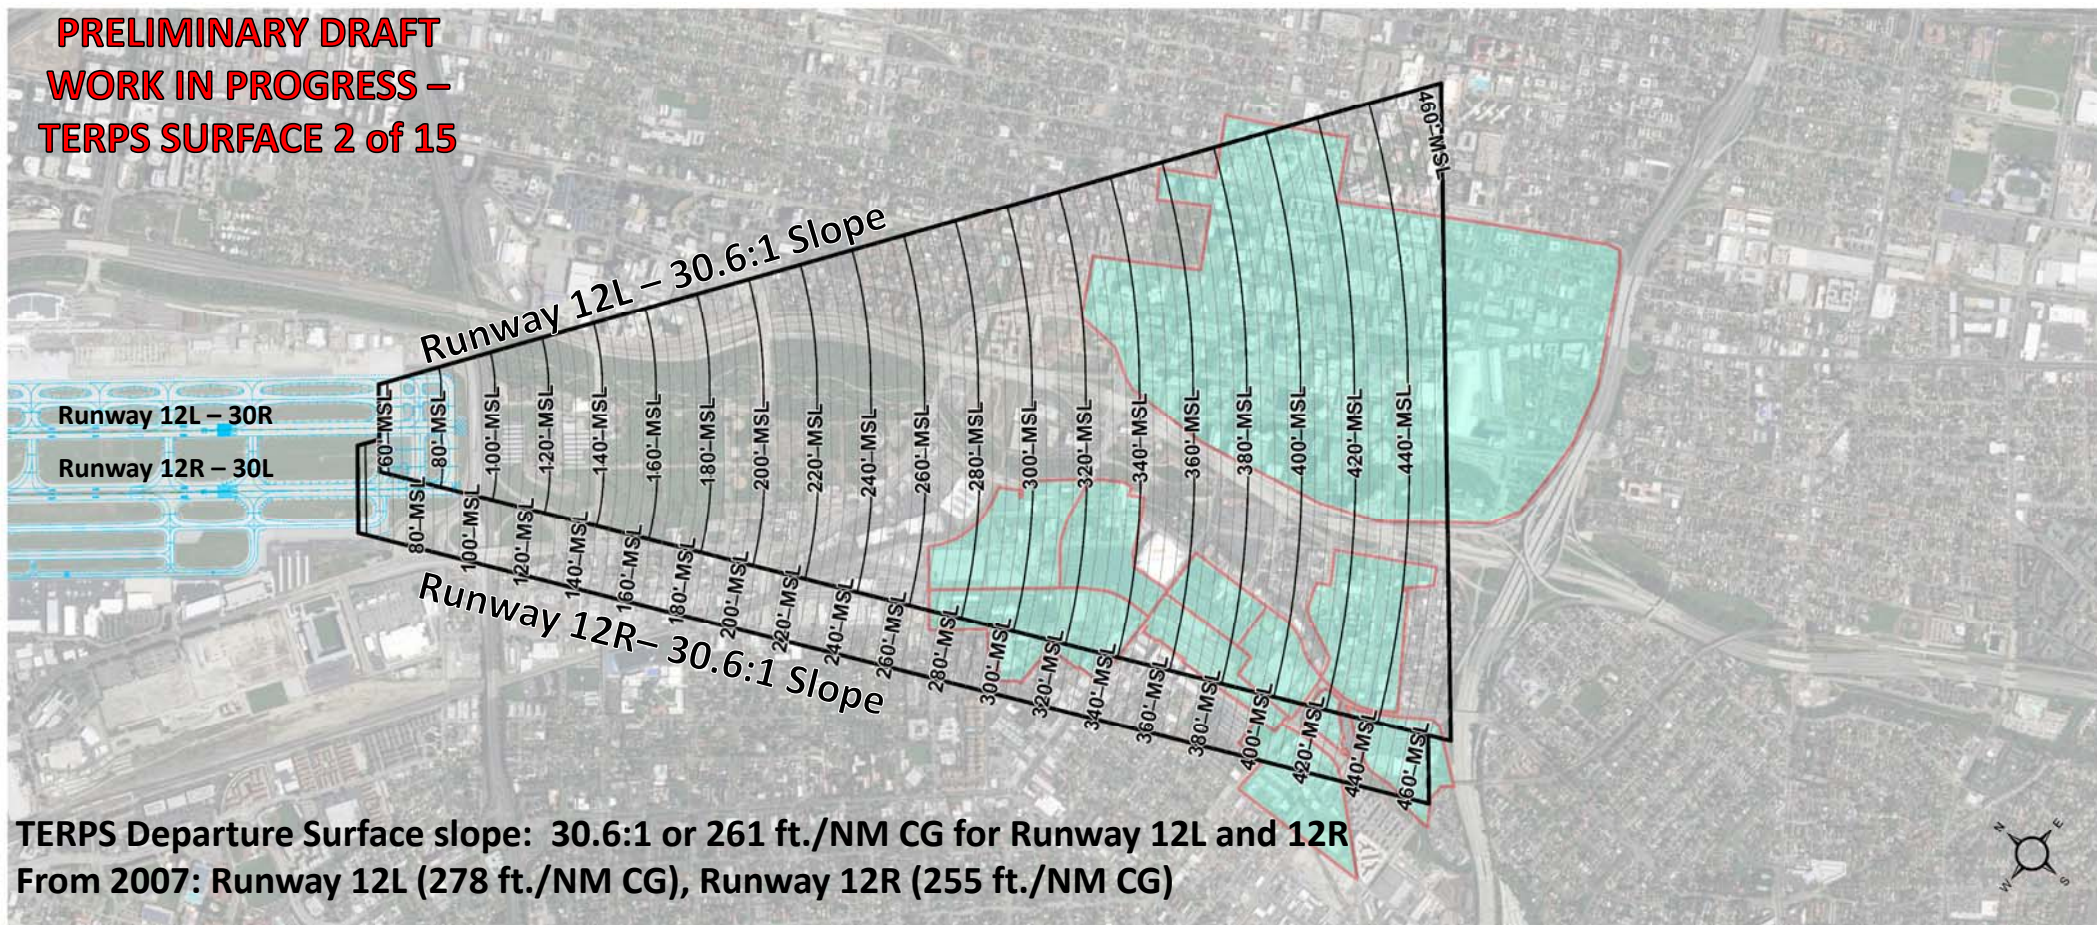 PRELIMINARY DRAFT
WORK IN PROGRESS –
TERPS SURFACE 2 of 15
Runway 12L – 30.6:1 Slope
Runway 12L – 30R
Runway 12R – 30L
60'-MSL
80'-MSL
100'-MSL
120'-MSL
140'-MSL
160'-MSL
180'-MSL
200'-MSL
220'-MSL
240'-MSL
260'-MSL
280'-MSL
300'-MSL
320'-MSL
340'-MSL
360'-MSL
380'-MSL
400'-MSL
420'-MSL
440'-MSL
460'-MSL
80'-MSL
100'-MSL
120'-MSL
140'-MSL
160'-MSL
180'-MSL
200'-MSL
220'-MSL
240'-MSL
260'-MSL
280'-MSL
300'-MSL
320'-MSL
340'-MSL
360'-MSL
380'-MSL
400'-MSL
420'-MSL
440'-MSL
460'-MSL
Runway 12R– 30.6:1 Slope
TERPS Departure Surface slope:  30.6:1 or 261 ft./NM CG for Runway 12L and 12R
From 2007: Runway 12L (278 ft./NM CG), Runway 12R (255 ft./NM CG)
N
E
W
S